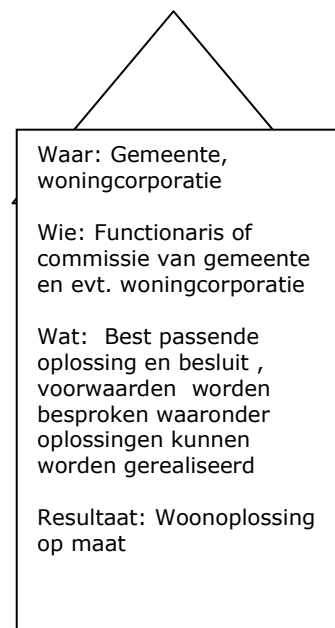 Waar: Gemeente,
woningcorporatie
Wie: Functionaris of
commissie van gemeente
en evt. woningcorporatie
Wat:  Best passende
oplossing en besluit ,
voorwaarden  worden
besproken waaronder
oplossingen kunnen
worden gerealiseerd
Resultaat: Woonoplossing
op maat